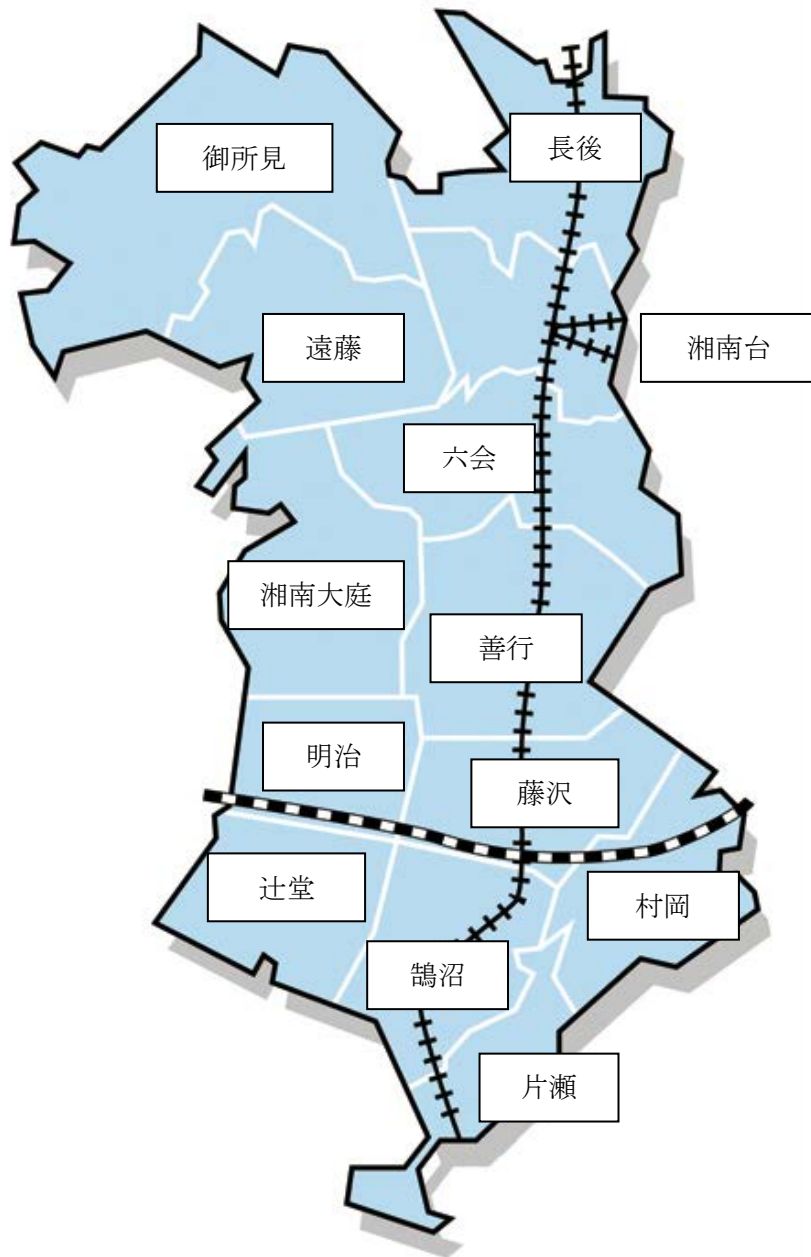 長後
御所見
湘南台
遠藤
六会
湘南大庭
善行
明治
藤沢
辻堂
村岡
鵠沼
片瀬